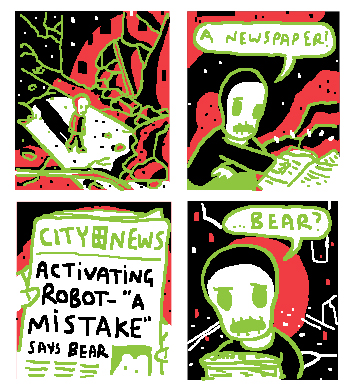 A NEWSPAPER!
CITY NEWS
ACTIVATING
ROBOT- "A
MISTAKE"
SAYS BEAR
...BEAR?